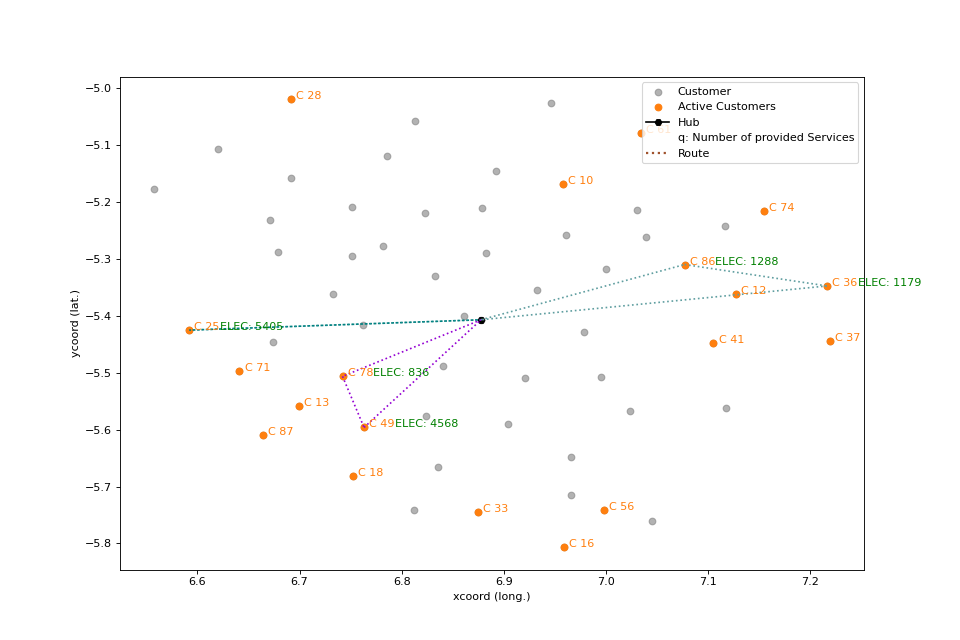 −5.0
−5.1
−5.2
−5.3
−5.4
−5.5
−5.6
−5.7
−5.8
ycoord (lat.)
6.6
6.7
6.8
6.9
7.0
7.1
7.2
xcoord (long.)
Customer
Active Customers
Hub
q: Number of provided Services
Route
C 28
C 61
C 10
C 74
C 86 ELEC: 1288
C 36 ELEC: 1179
C 12
C 25 ELEC: 5405
C 41
C 37
C 71
C 78 ELEC: 836
C 13
C 49 ELEC: 4568
C 87
C 18
C 33
C 56
C 16